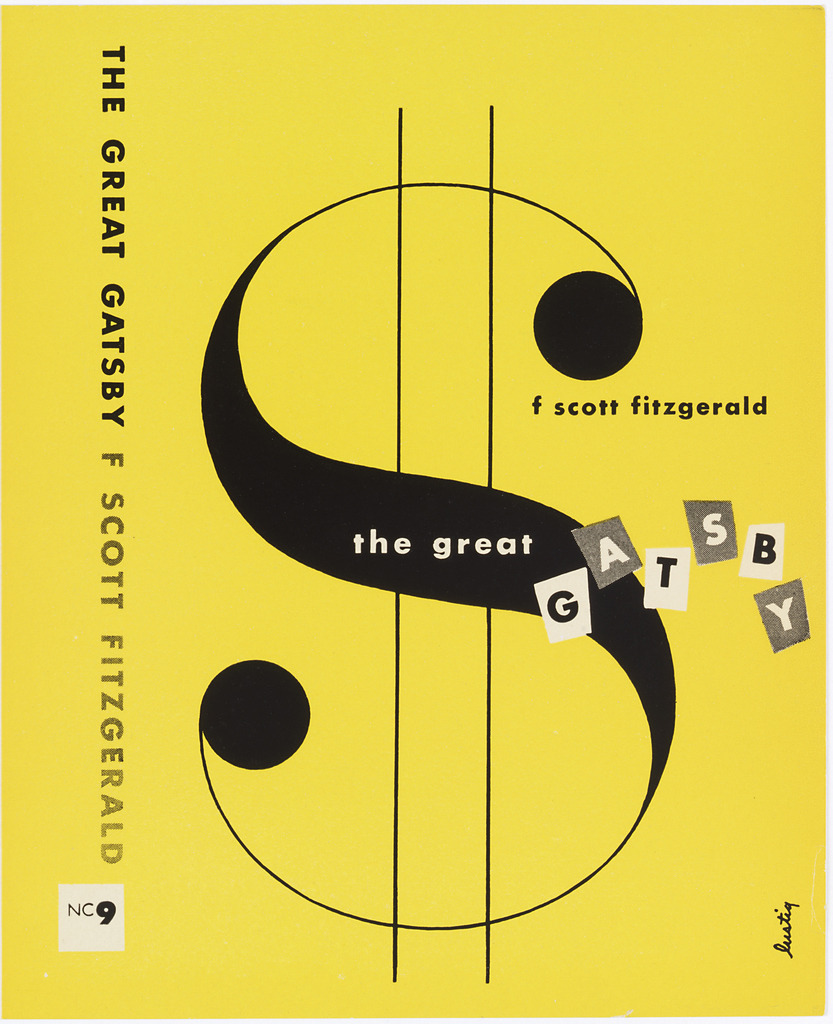 THE GREAT GATSBY F SCOTT FITZGERALD
NC9
f scott fitzgerald
the great
GATSBY
lustig